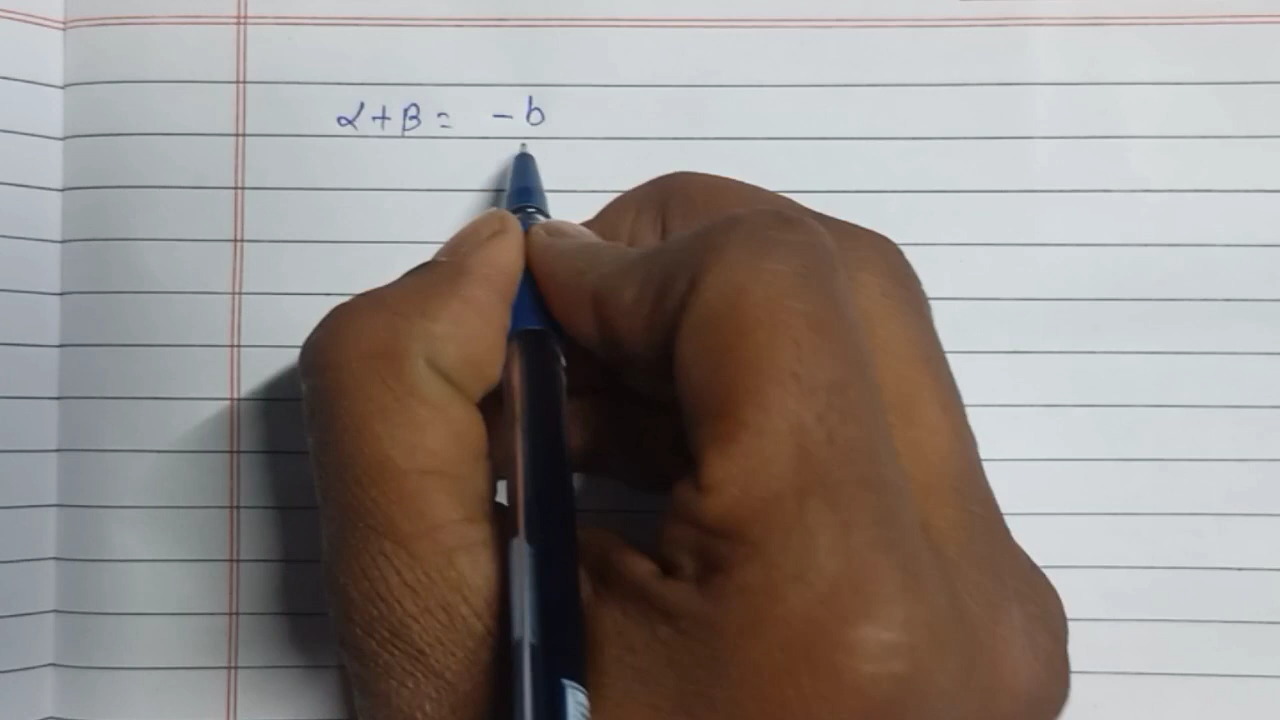 α+β = -b